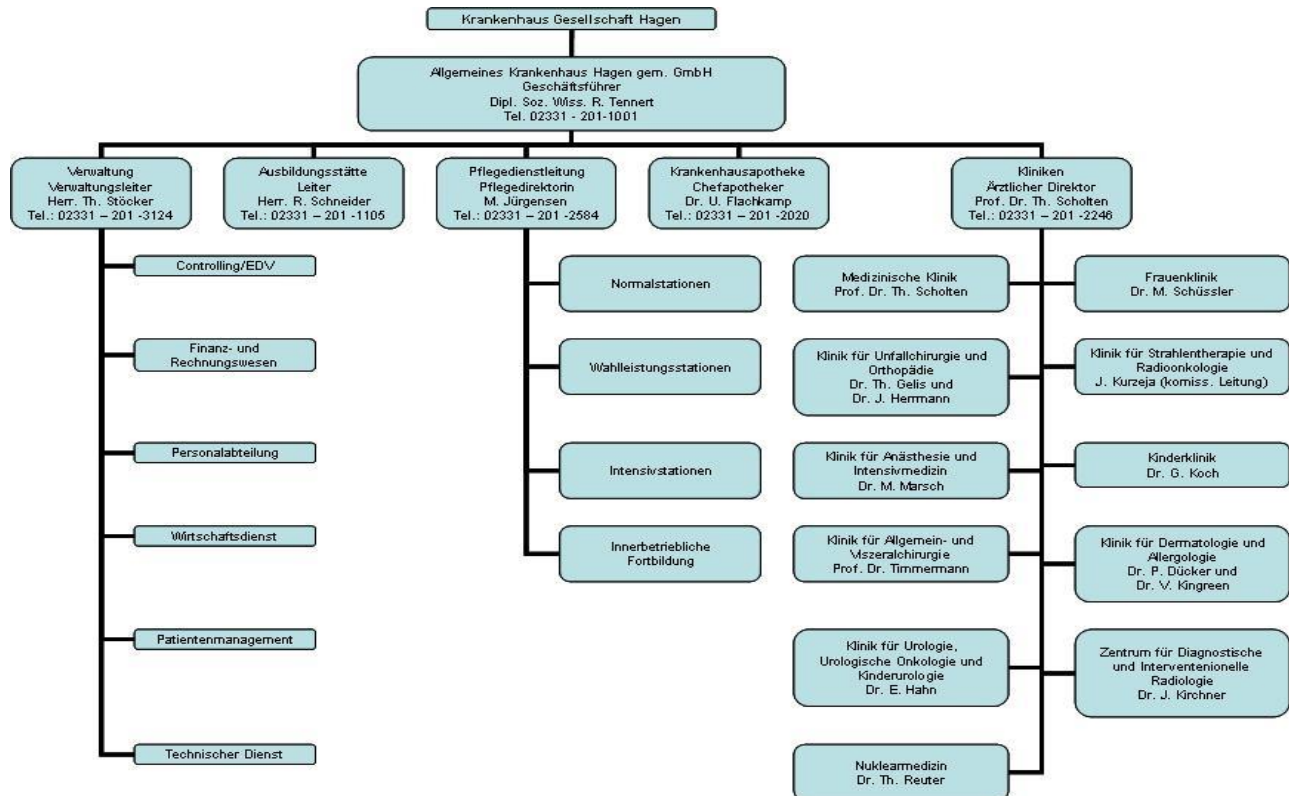 Krankenhaus Gesellschaft Hagen
Allgemeines Krankenhaus Hagen gem. GmbH
Geschäftsführer
Dipl. Soz. Wiss. R. Tennert
Tel. 02331 - 201-1001
Verwaltung
Verwaltungsleiter
Herr. Th. Stöcker
Tel.: 02331 – 201 -3124
Ausbildungsstätte
Leiter
Herr. R. Schneider
Tel.: 02331 – 201 -1105
Pflegedienstleitung
Pflegedirektorin
M. Jürgensen
Tel.: 02331 – 201 -2584
Krankenhausapotheke
Chefapotheker
Dr. U. Flachkamp
Tel.: 02331 – 201 -2020
Kliniken
Ärztlicher Direktor
Prof. Dr. Th. Scholten
Tel.: 02331 – 201 -2246
Controlling/EDV
Finanz- und
Rechnungswesen
Personalabteilung
Wirtschaftsdienst
Patientenmanagement
Technischer Dienst
Normalstationen
Wahlleistungsstationen
Intensivstationen
Innerbetriebliche
Fortbildung
Medizinische Klinik
Prof. Dr. Th. Scholten
Klinik für Unfallchirurgie und
Orthopädie
Dr. Th. Gelis und
Dr. J. Herrmann
Klinik für Anästhesie und
Intensivmedizin
Dr. M. Marsch
Klinik für Allgemein- und
Viszeralchirurgie
Prof. Dr. Timmermann
Klinik für Urologie,
Urologische Onkologie und
Kinderurologie
Dr. E. Hahn
Nuklearmedizin
Dr. Th. Reuter
Frauenklinik
Dr. M. Schüssler
Klinik für Strahlentherapie und
Radioonkologie
J. Kurzeja (komiss. Leitung)
Kinderklinik
Dr. G. Koch
Klinik für Dermatologie und
Allergologie
Dr. P. Dücker und
Dr. V. Kingreen
Zentrum für Diagnostische
und Interventenionelle
Radiologie
Dr. J. Kirchner